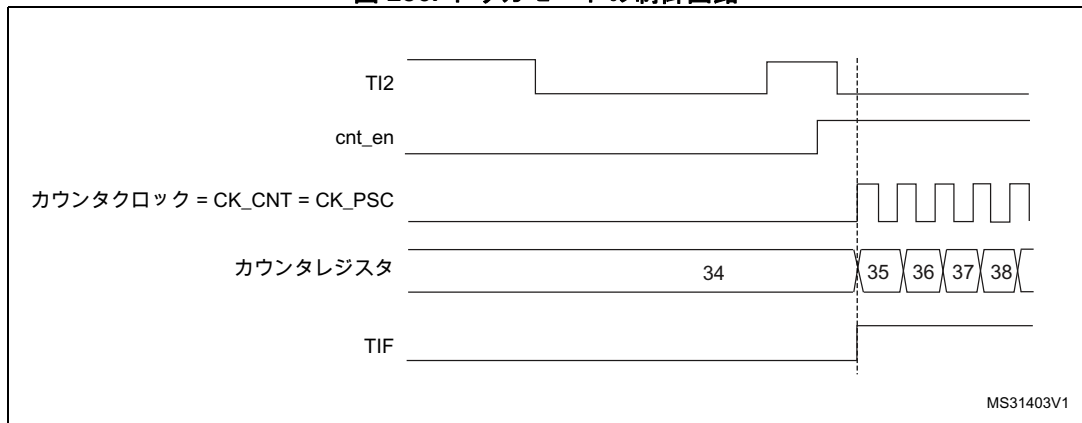 TI2
cnt_en
カウンタクロック = CK_CNT = CK_PSC
カウンタレジスタ
34
35
36
37
38
TIF
MS31403V1